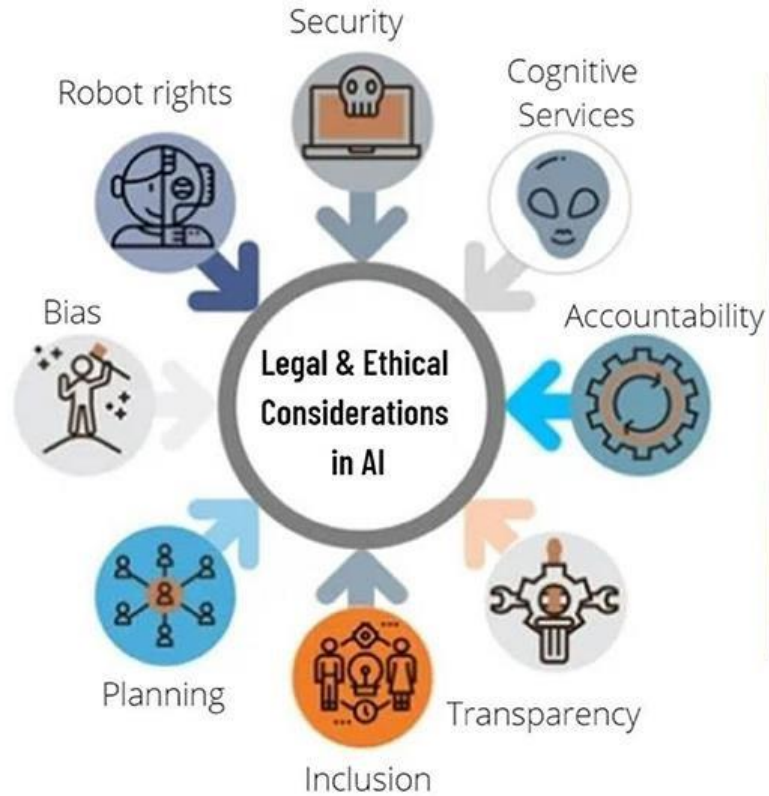 Security
Cognitive
Services
Robot rights
Bias
Accountability
Legal & Ethical
Considerations
in AI
Planning
Transparency
Inclusion